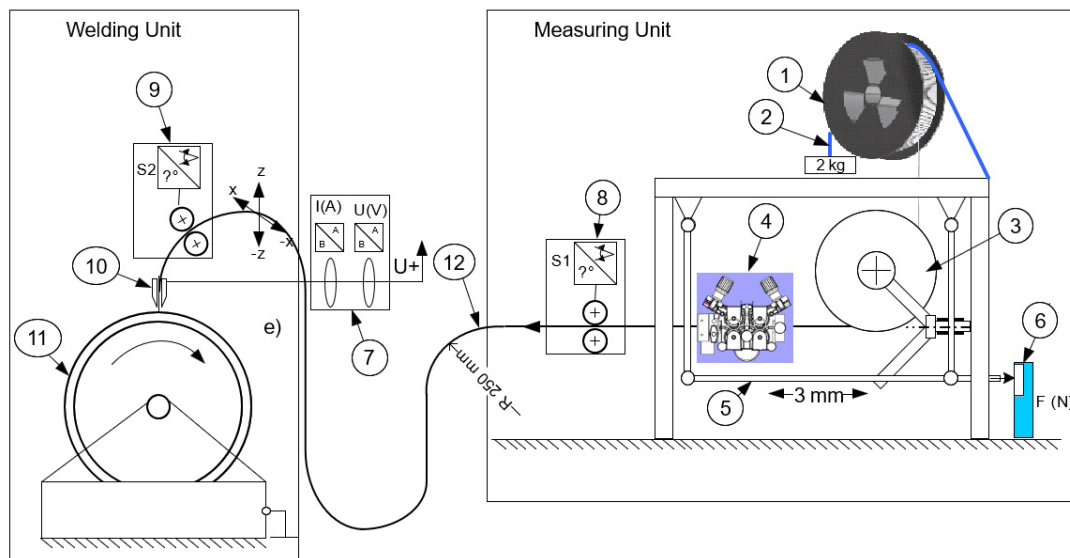 Welding Unit
Measuring Unit
1
9
2
2 kg
S2
?°
z
x
-x
-z
I(A)
U(V)
A
B
A
B
8
4
3
S1
?°
10
U+
12
11
e)
7
R 250 mm
6
5
3 mm
F (N)